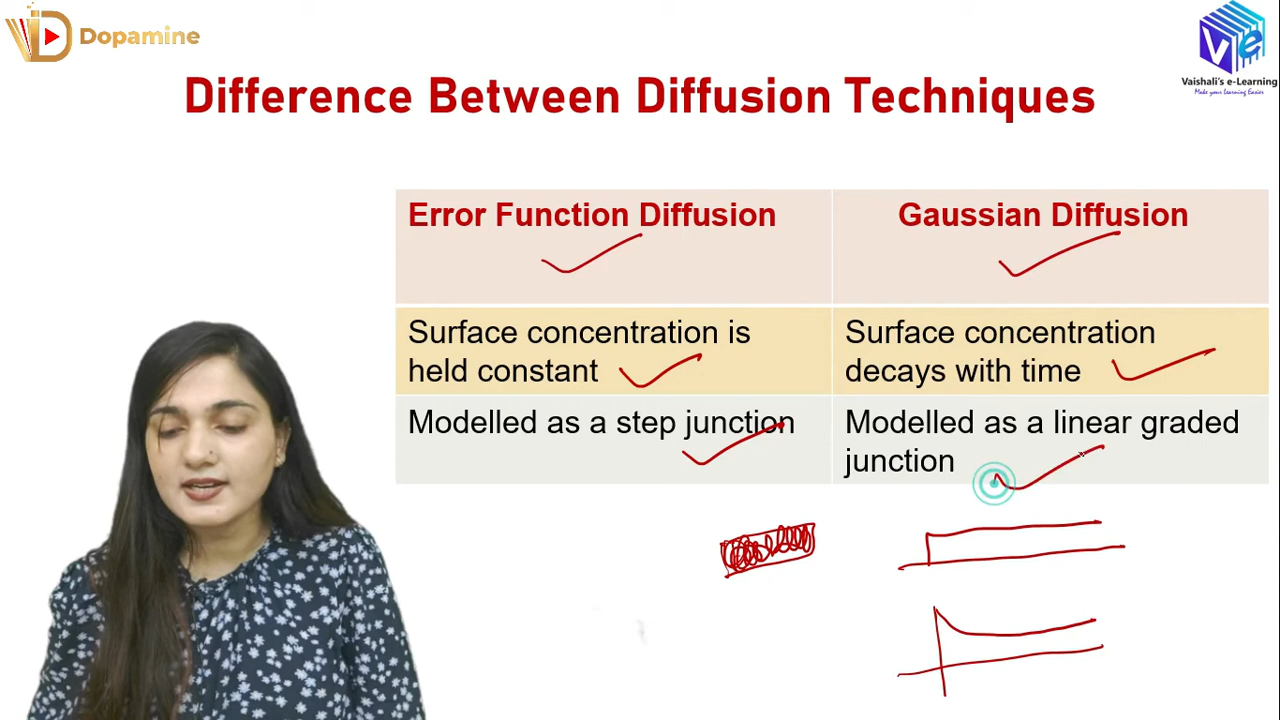 Dopamine
Vaishali's e-Learning
Make your Learning Easier
Difference Between Diffusion Techniques
Error Function Diffusion
Gaussian Diffusion
Surface concentration is
held constant
Surface concentration
decays with time
Modelled as a step junction
Modelled as a linear graded
junction